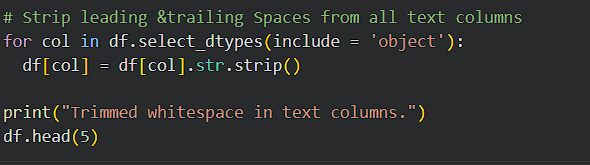 # Strip leading &trailing Spaces from all text columns
for col in df.select_dtypes(include = 'object'):
  df[col] = df[col].str.strip()

print("Trimmed whitespace in text columns.")
df.head(5)